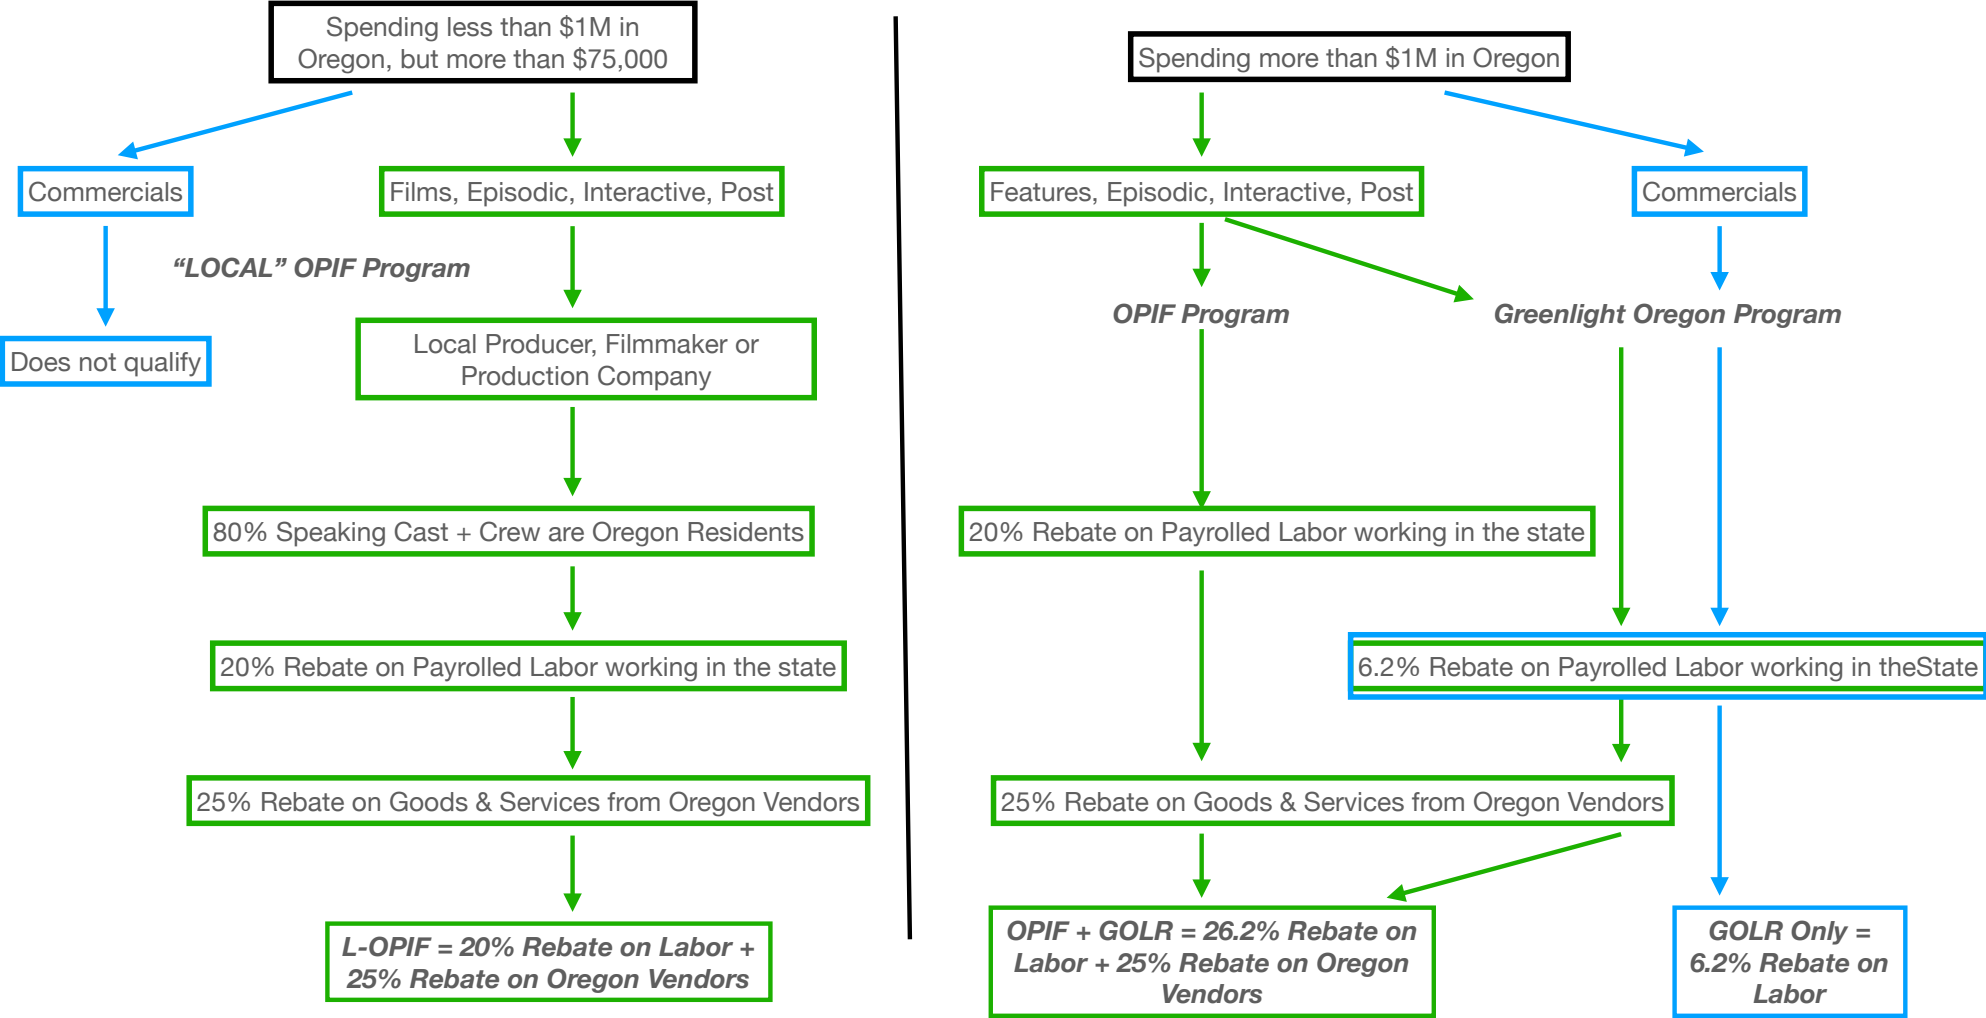 Spending less than $1M in
Oregon, but more than $75,000
Commercials
Films, Episodic, Interactive, Post
“LOCAL” OPIF Program
Does not qualify
Local Producer, Filmmaker or
Production Company
80% Speaking Cast + Crew are Oregon Residents
20% Rebate on Payrolled Labor working in the state
25% Rebate on Goods & Services from Oregon Vendors
L-OPIF = 20% Rebate on Labor +
25% Rebate on Oregon Vendors
Spending more than $1M in Oregon
Features, Episodic, Interactive, Post
Commercials
OPIF Program
Greenlight Oregon Program
20% Rebate on Payrolled Labor working in the state
6.2% Rebate on Payrolled Labor working in theState
25% Rebate on Goods & Services from Oregon Vendors
OPIF + GOLR = 26.2% Rebate on
Labor + 25% Rebate on Oregon
Vendors
GOLR Only =
6.2% Rebate on
Labor